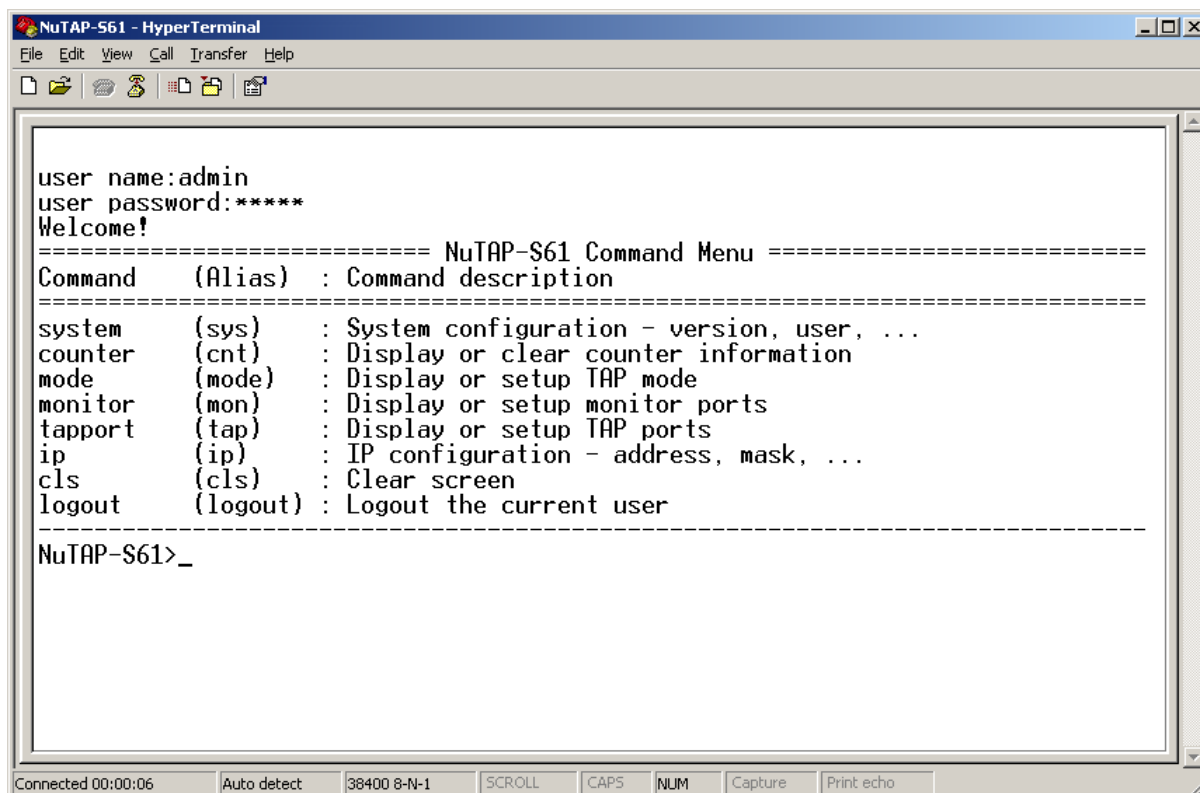 NuTAP-S61 - HyperTerminal
File Edit View Call Transfer Help
user name:admin
user password:*****
Welcome!
============================ NuTAP-S61 Command Menu ===========================
Command    (Alias)  : Command description
===============================================================================
system     (sys)    : System configuration - version, user, ...
counter    (cnt)    : Display or clear counter information
mode       (mode)   : Display or setup TAP mode
monitor    (mon)    : Display or setup monitor ports
tapport    (tap)    : Display or setup TAP ports
ip         (ip)     : IP configuration - address, mask, ...
cls        (cls)    : Clear screen
logout     (logout) : Logout the current user
-------------------------------------------------------------------------------
NuTAP-S61>_
Connected 00:00:06 Auto detect 38400 8-N-1 SCROLL CAPS NUM Capture Print echo